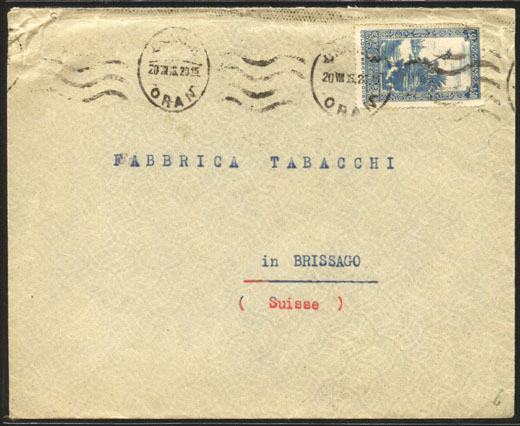 ORAN
ORAN
FABBRICA TABACCHI
in BRISSAGO
( Suisse )